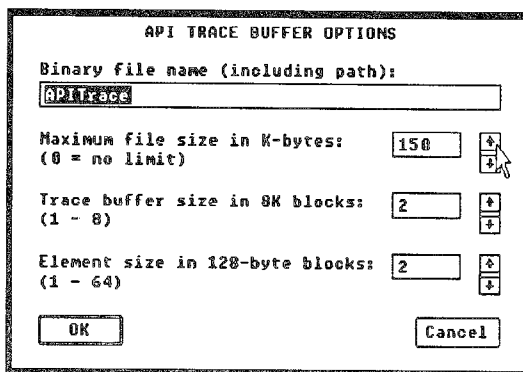 API TRACE BUFFER OPTIONS
Binary file name (including path):
APITrace
Maximum file size in K-bytes: 150
(0 = no limit)
Trace buffer size in 8K blocks: 2
(1 - 8)
Element size in 128-byte blocks: 2
(1 - 64)
OK Cancel